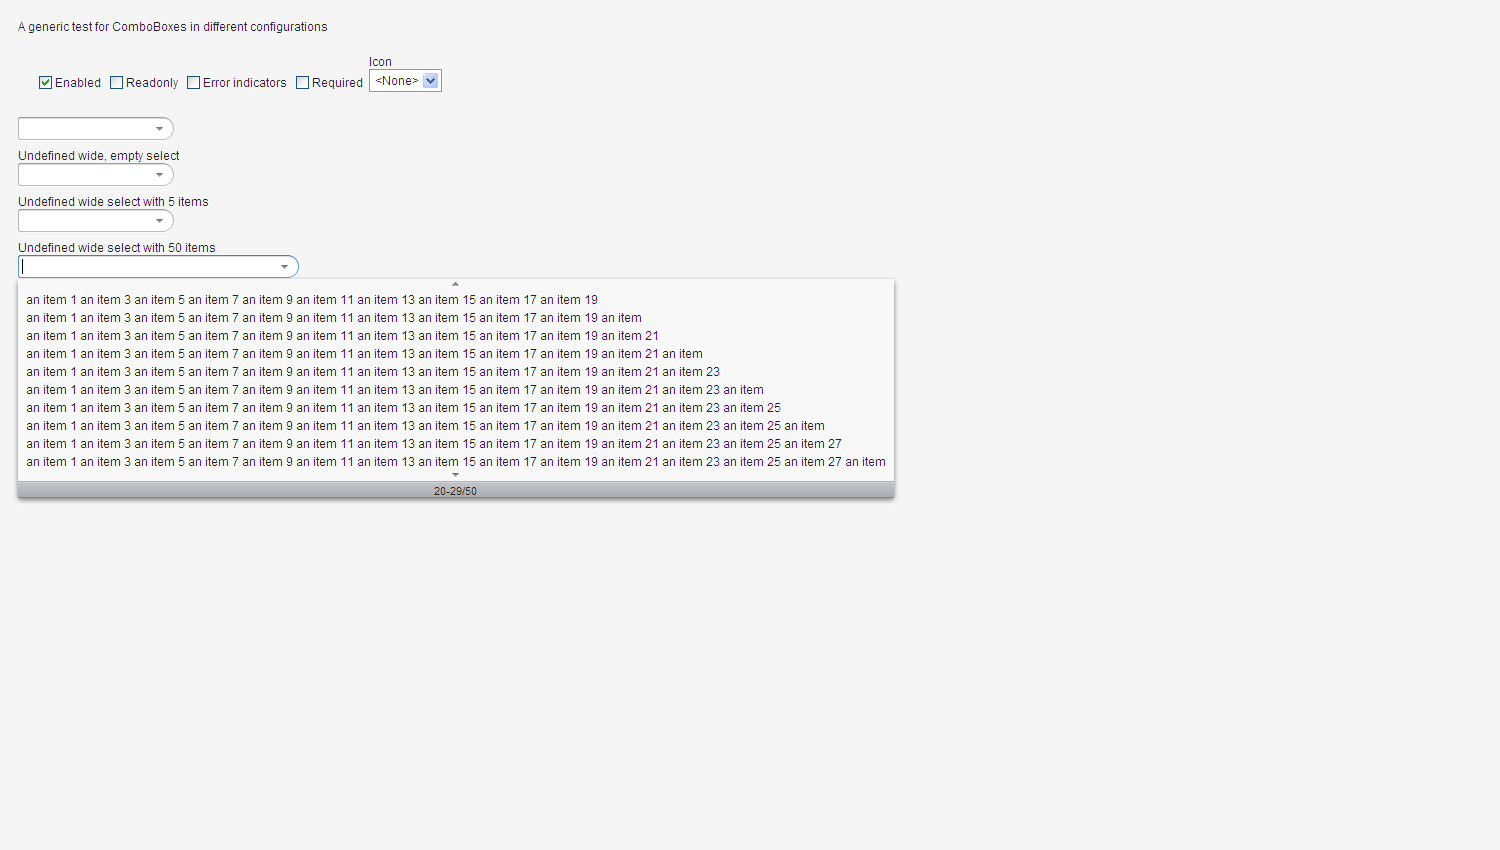 A generic test for ComboBoxes in different configurations
Icon
Enabled Readonly Error indicators Required <None>
Undefined wide, empty select
Undefined wide select with 5 items
Undefined wide select with 50 items
an item 1 an item 3 an item 5 an item 7 an item 9 an item 11 an item 13 an item 15 an item 17 an item 19
an item 1 an item 3 an item 5 an item 7 an item 9 an item 11 an item 13 an item 15 an item 17 an item 19 an item
an item 1 an item 3 an item 5 an item 7 an item 9 an item 11 an item 13 an item 15 an item 17 an item 19 an item 21
an item 1 an item 3 an item 5 an item 7 an item 9 an item 11 an item 13 an item 15 an item 17 an item 19 an item 21 an item
an item 1 an item 3 an item 5 an item 7 an item 9 an item 11 an item 13 an item 15 an item 17 an item 19 an item 21 an item 23
an item 1 an item 3 an item 5 an item 7 an item 9 an item 11 an item 13 an item 15 an item 17 an item 19 an item 21 an item 23 an item
an item 1 an item 3 an item 5 an item 7 an item 9 an item 11 an item 13 an item 15 an item 17 an item 19 an item 21 an item 23 an item 25
an item 1 an item 3 an item 5 an item 7 an item 9 an item 11 an item 13 an item 15 an item 17 an item 19 an item 21 an item 23 an item 25 an item
an item 1 an item 3 an item 5 an item 7 an item 9 an item 11 an item 13 an item 15 an item 17 an item 19 an item 21 an item 23 an item 25 an item 27
an item 1 an item 3 an item 5 an item 7 an item 9 an item 11 an item 13 an item 15 an item 17 an item 19 an item 21 an item 23 an item 25 an item 27 an item
20-29/50